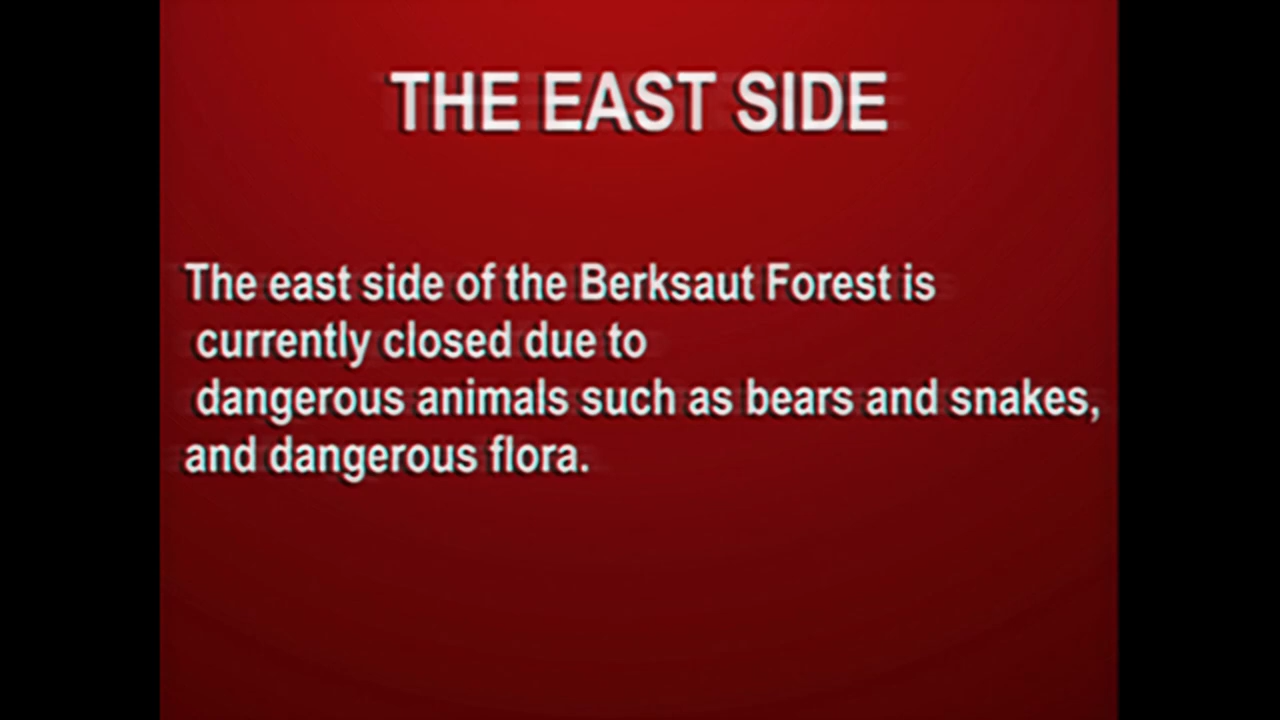 THE EAST SIDE
The east side of the Berksaut Forest is
currently closed due to
dangerous animals such as bears and snakes,
and dangerous flora.